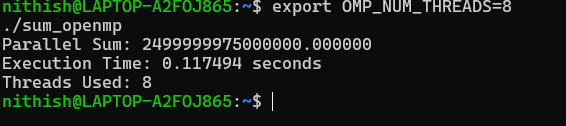 nithish@LAPTOP-A2FOJ865:~$ export OMP_NUM_THREADS=8
./sum_openmp
Parallel Sum: 2499999975000000.000000
Execution Time: 0.117494 seconds
Threads Used: 8
nithish@LAPTOP-A2FOJ865:~$